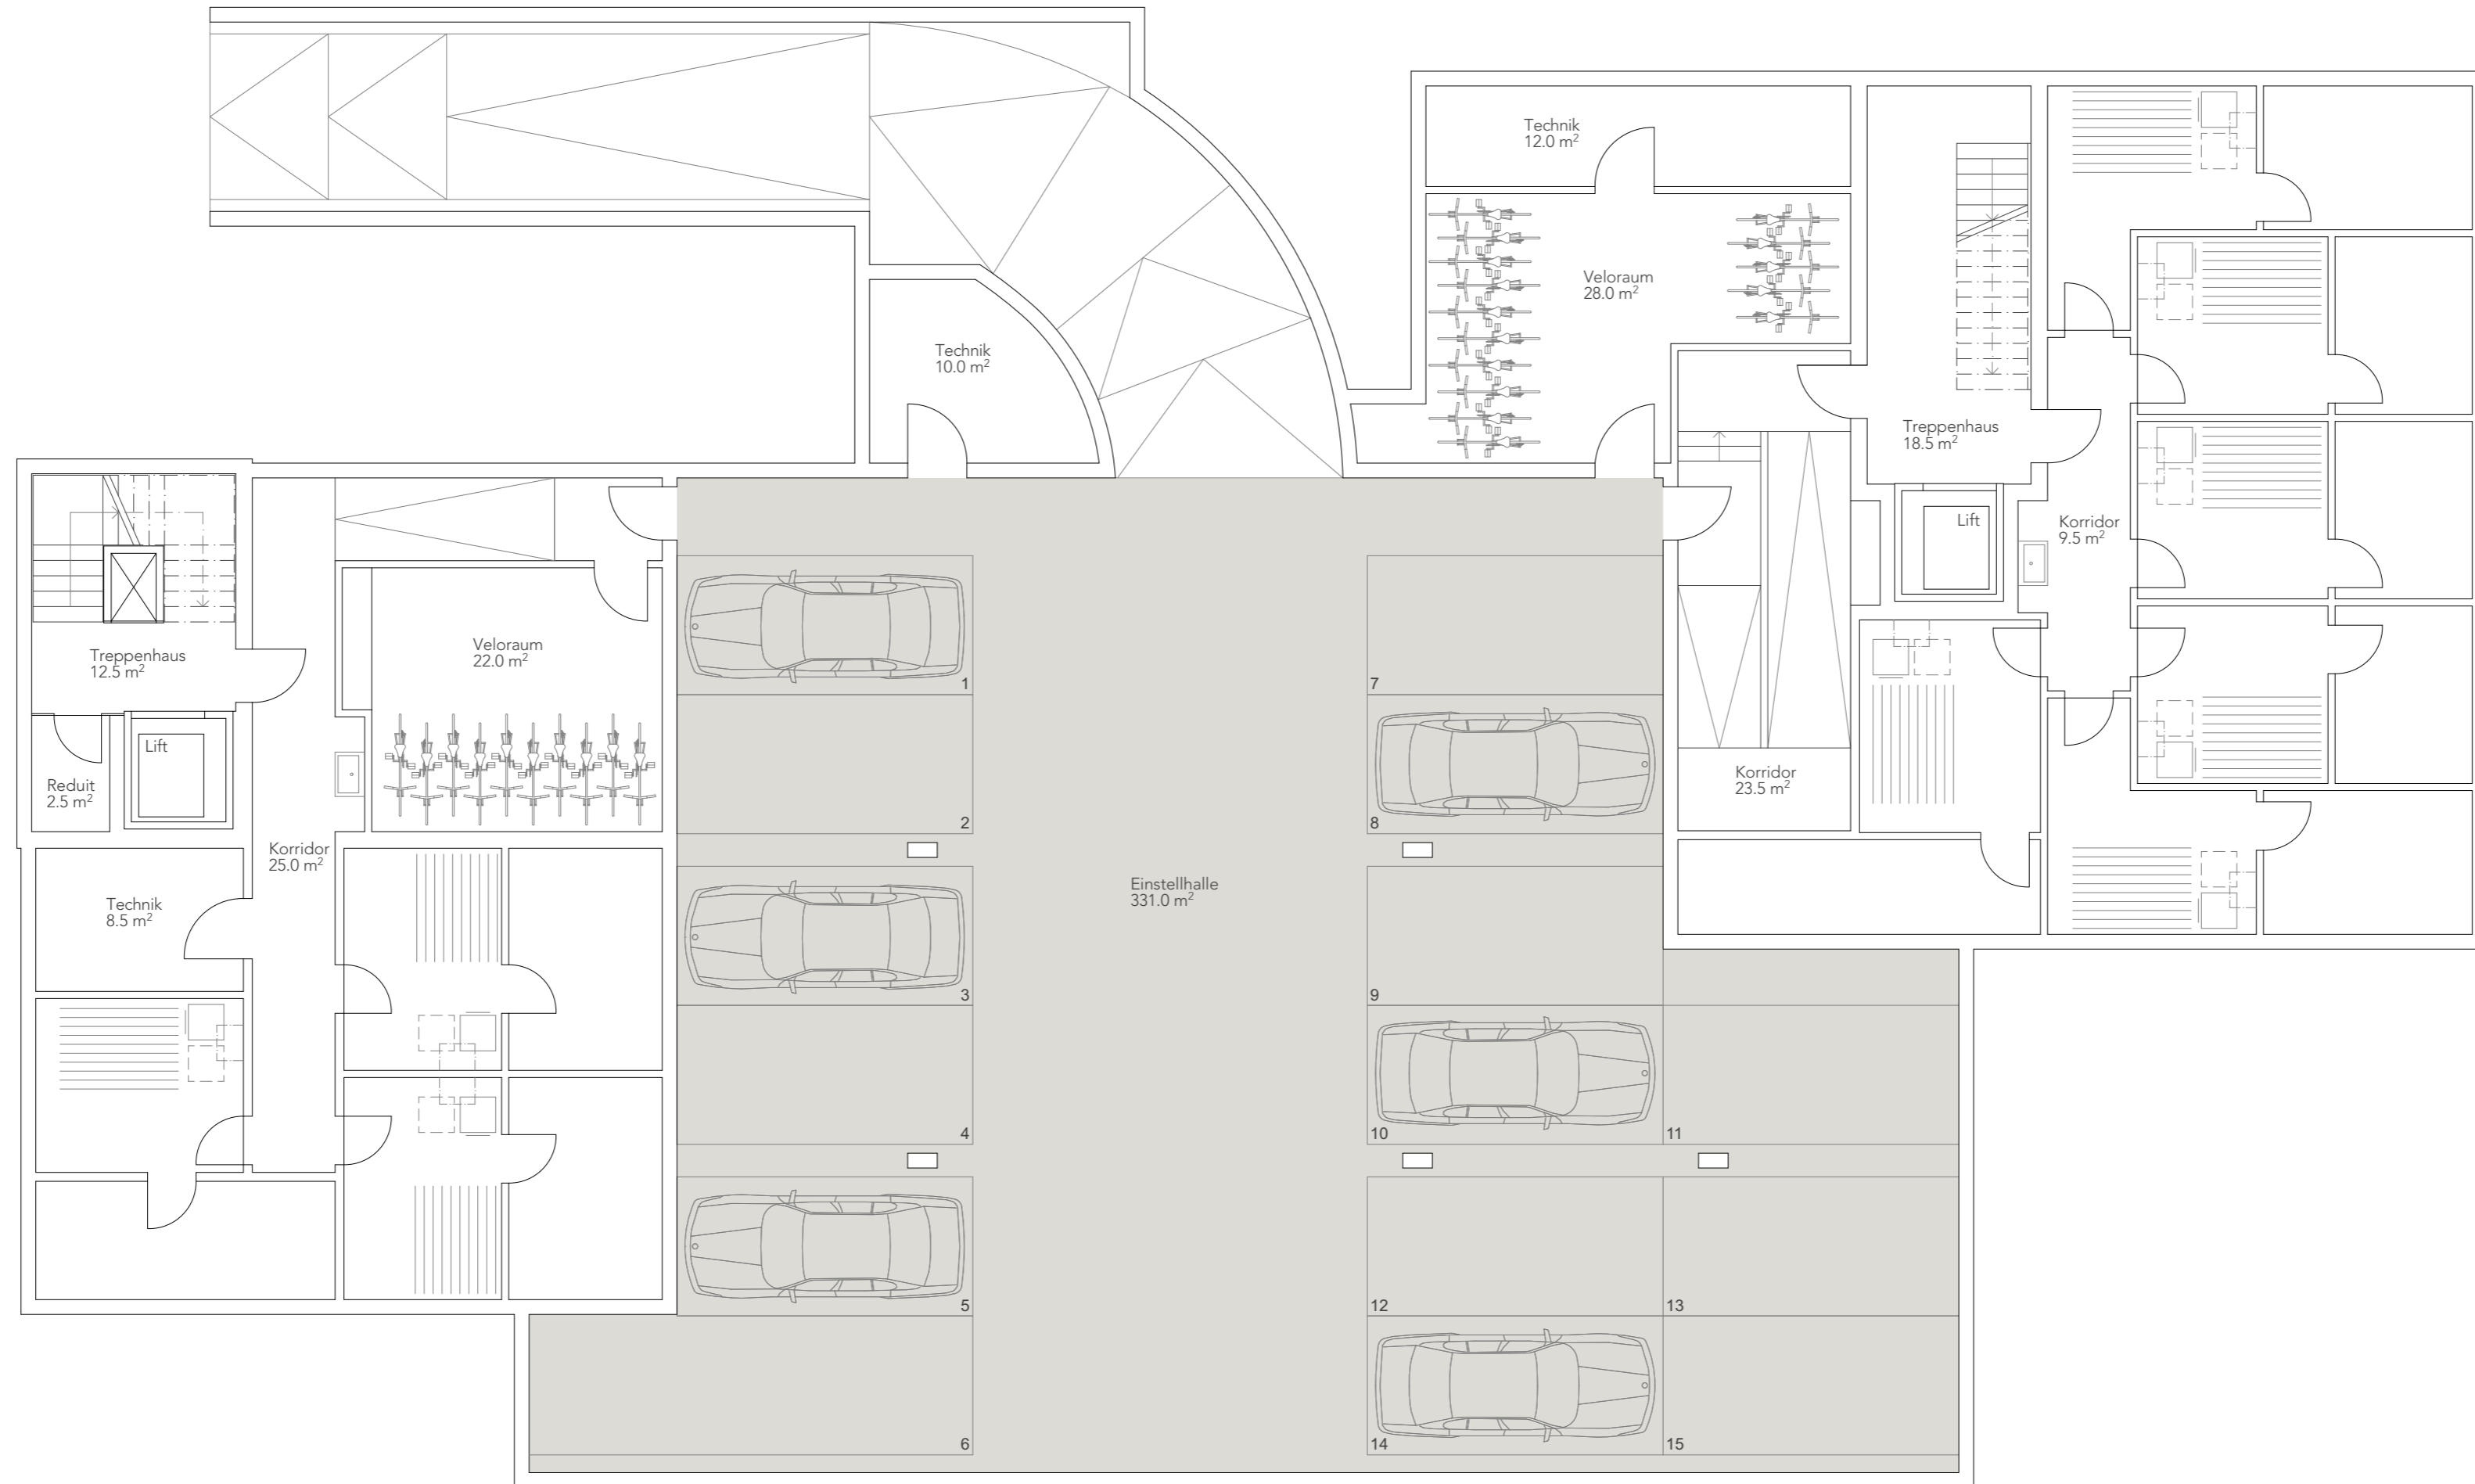 Technik
12.0 m²
Veloraum
28.0 m²
Technik
10.0 m²
Treppenhaus
18.5 m²
Lift
Korridor
9.5 m²
Treppenhaus
12.5 m²
Veloraum
22.0 m²
1
7
Lift
Reduit
2.5 m²
Korridor
23.5 m²
2
8
Korridor
25.0 m²
Technik
8.5 m²
Einstellhalle
331.0 m²
3
9
4
10
11
5
12
13
6
14
15